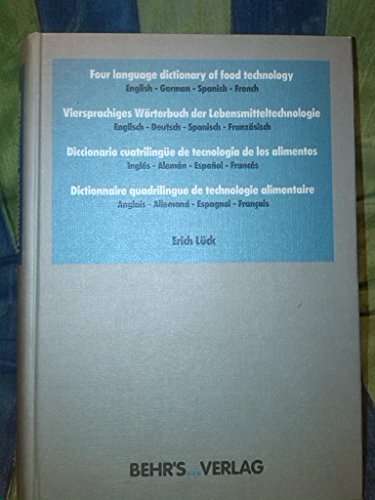 Four language dictionary of food technology
English - German - Spanish - French
Viersprachiges Wörterbuch der Lebensmitteltechnologie
Englisch - Deutsch - Spanisch - Französisch
Diccionario cuatrilingüe de tecnología de los alimentos
Inglés - Alemán - Español - Francés
Dictionnaire quadrilingue de technologie alimentaire
Anglais - Allemand - Espagnol - Français
Erich Lück
BEHR'S...VERLAG